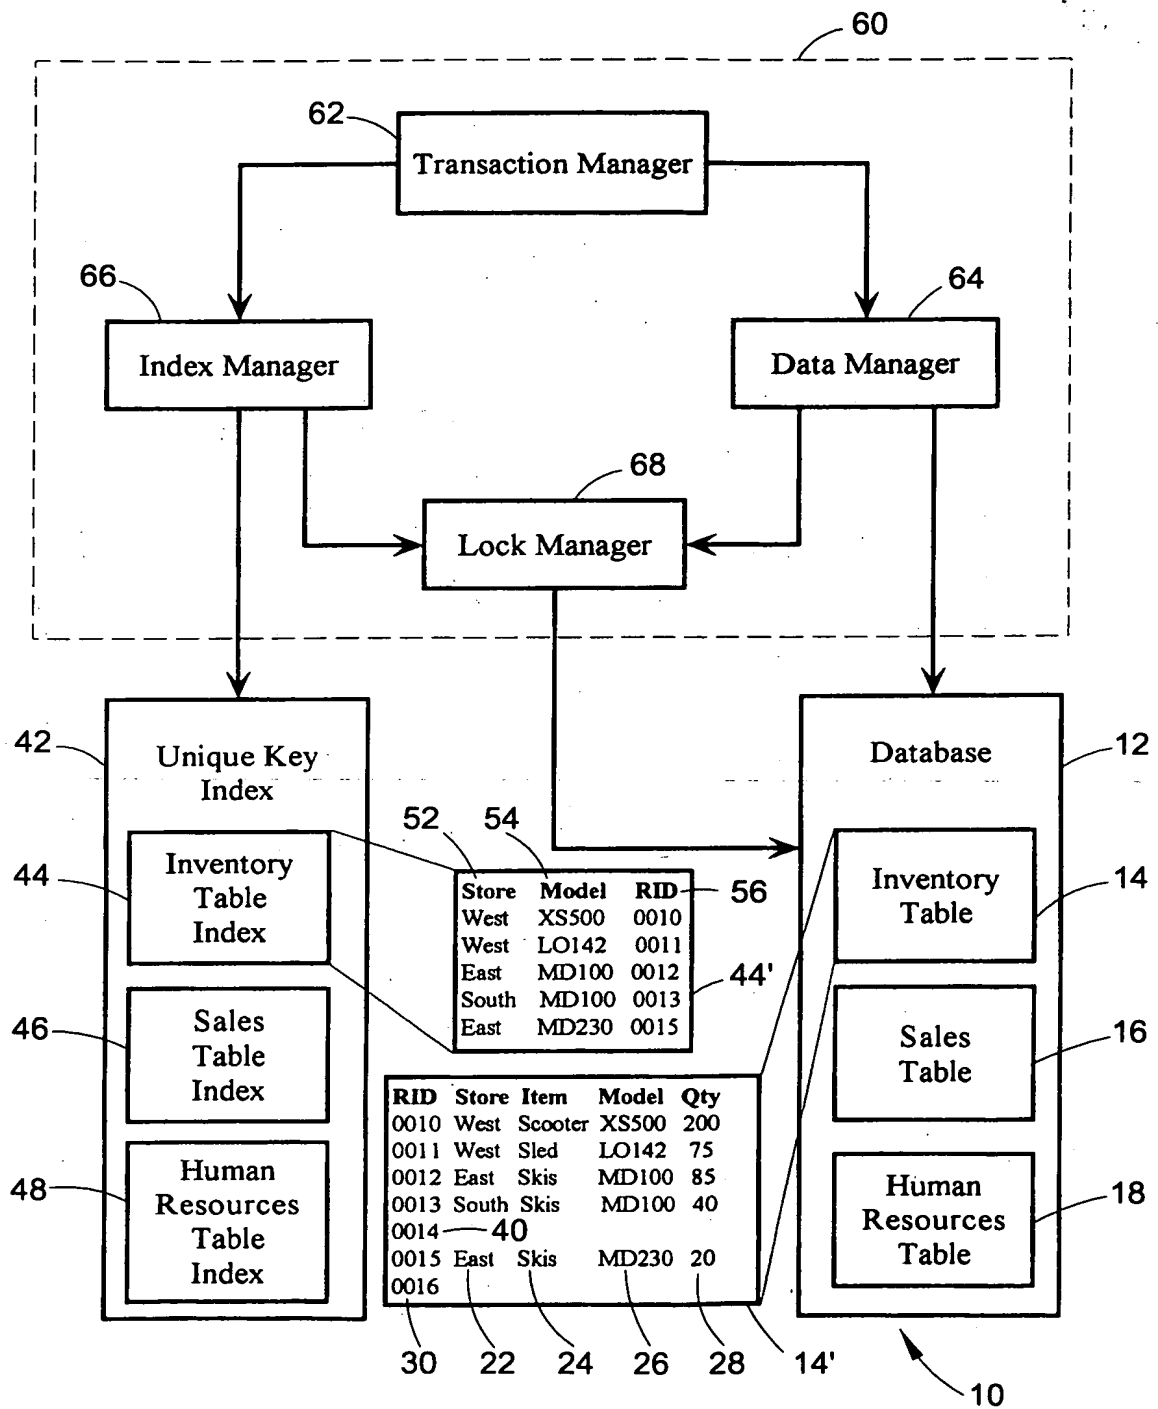 60
62
Transaction Manager
66
64
Index Manager
Data Manager
68
Lock Manager
42
Unique Key
Index
Database
12
52
54
44
Inventory
Table
Index
Store Model RID
56
West XS500 0010
West LO142 0011
East MD100 0012
South MD100 0013
East MD230 0015
44'
Inventory
Table
14
46
Sales
Table
Index
Sales
Table
16
RID Store Item Model Qty
0010 West Scooter XS500 200
0011 West Sled LO142 75
0012 East Skis MD100 85
0013 South Skis MD100 40
0014 40
0015 East Skis MD230 20
0016
48
Human
Resources
Table
Index
Human
Resources
Table
18
30 22 24 26 28 14'
10